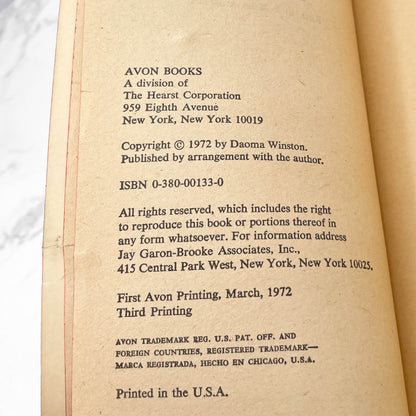 AVON BOOKS
A division of
The Hearst Corporation
959 Eighth Avenue
New York, New York 10019
Copyright © 1972 by Daoma Winston.
Published by arrangement with the author.
ISBN 0-380-00133-0
All rights reserved, which includes the right
to reproduce this book or portions thereof in
any form whatsoever. For information address
Jay Garon-Brooke Associates, Inc.,
415 Central Park West, New York, New York 10025.
First Avon Printing, March, 1972
Third Printing
AVON TRADEMARK REG. U.S. PAT. OFF. AND
FOREIGN COUNTRIES, REGISTERED TRADEMARK—
MARCA REGISTRADA, HECHO EN CHICAGO, U.S.A.
Printed in the U.S.A.